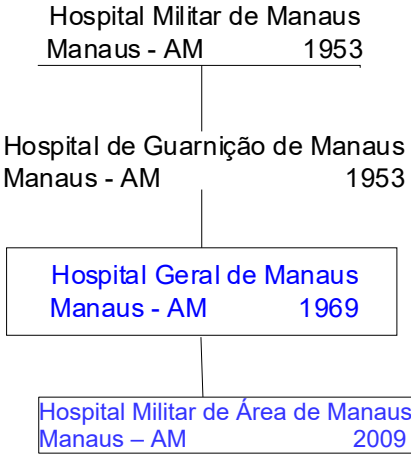 Hospital Militar de Manaus
Manaus - AM 1953
Hospital de Guarnição de Manaus
Manaus - AM 1953
Hospital Geral de Manaus
Manaus - AM 1969
Hospital Militar de Área de Manaus
Manaus – AM 2009